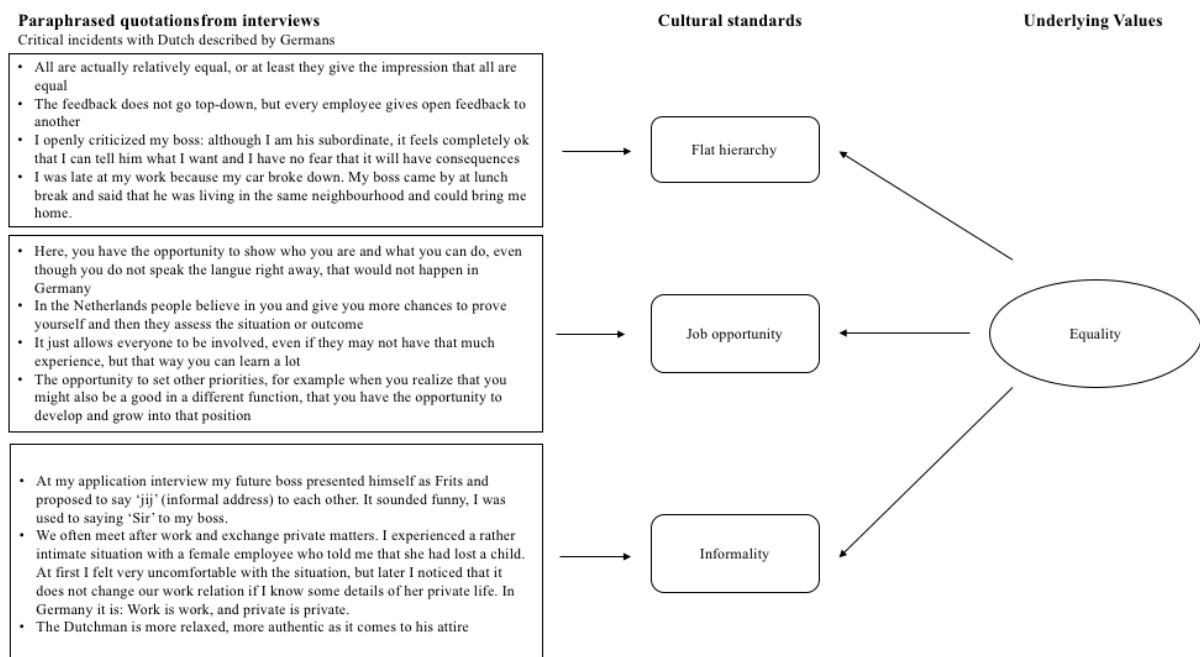 Paraphrased quotations from interviews
Critical incidents with Dutch described by Germans
• All are actually relatively equal, or at least they give the impression that all are
equal
• The feedback does not go top-down, but every employee gives open feedback to
another
• I openly criticized my boss: although I am his subordinate, it feels completely ok
that I can tell him what I want and I have no fear that it will have consequences
• I was late at my work because my car broke down. My boss came by at lunch
break and said that he was living in the same neighbourhood and could bring me
home.
• Here, you have the opportunity to show who you are and what you can do, even
though you do not speak the langue right away, that would not happen in
Germany
• In the Netherlands people believe in you and give you more chances to prove
yourself and then they assess the situation or outcome
• It just allows everyone to be involved, even if they may not have that much
experience, but that way you can learn a lot
• The opportunity to set other priorities, for example when you realize that you
might also be a good in a different function, that you have the opportunity to
develop and grow into that position
• At my application interview my future boss presented himself as Frits and
proposed to say ‘jij’ (informal address) to each other. It sounded funny, I was
used to saying ‘Sir’ to my boss.
• We often meet after work and exchange private matters. I experienced a rather
intimate situation with a female employee who told me that she had lost a child.
At first I felt very uncomfortable with the situation, but later I noticed that it
does not change our work relation if I know some details of her private life. In
Germany it is: Work is work, and private is private.
• The Dutchman is more relaxed, more authentic as it comes to his attire
Cultural standards
Flat hierarchy
Job opportunity
Informality
Underlying Values
Equality